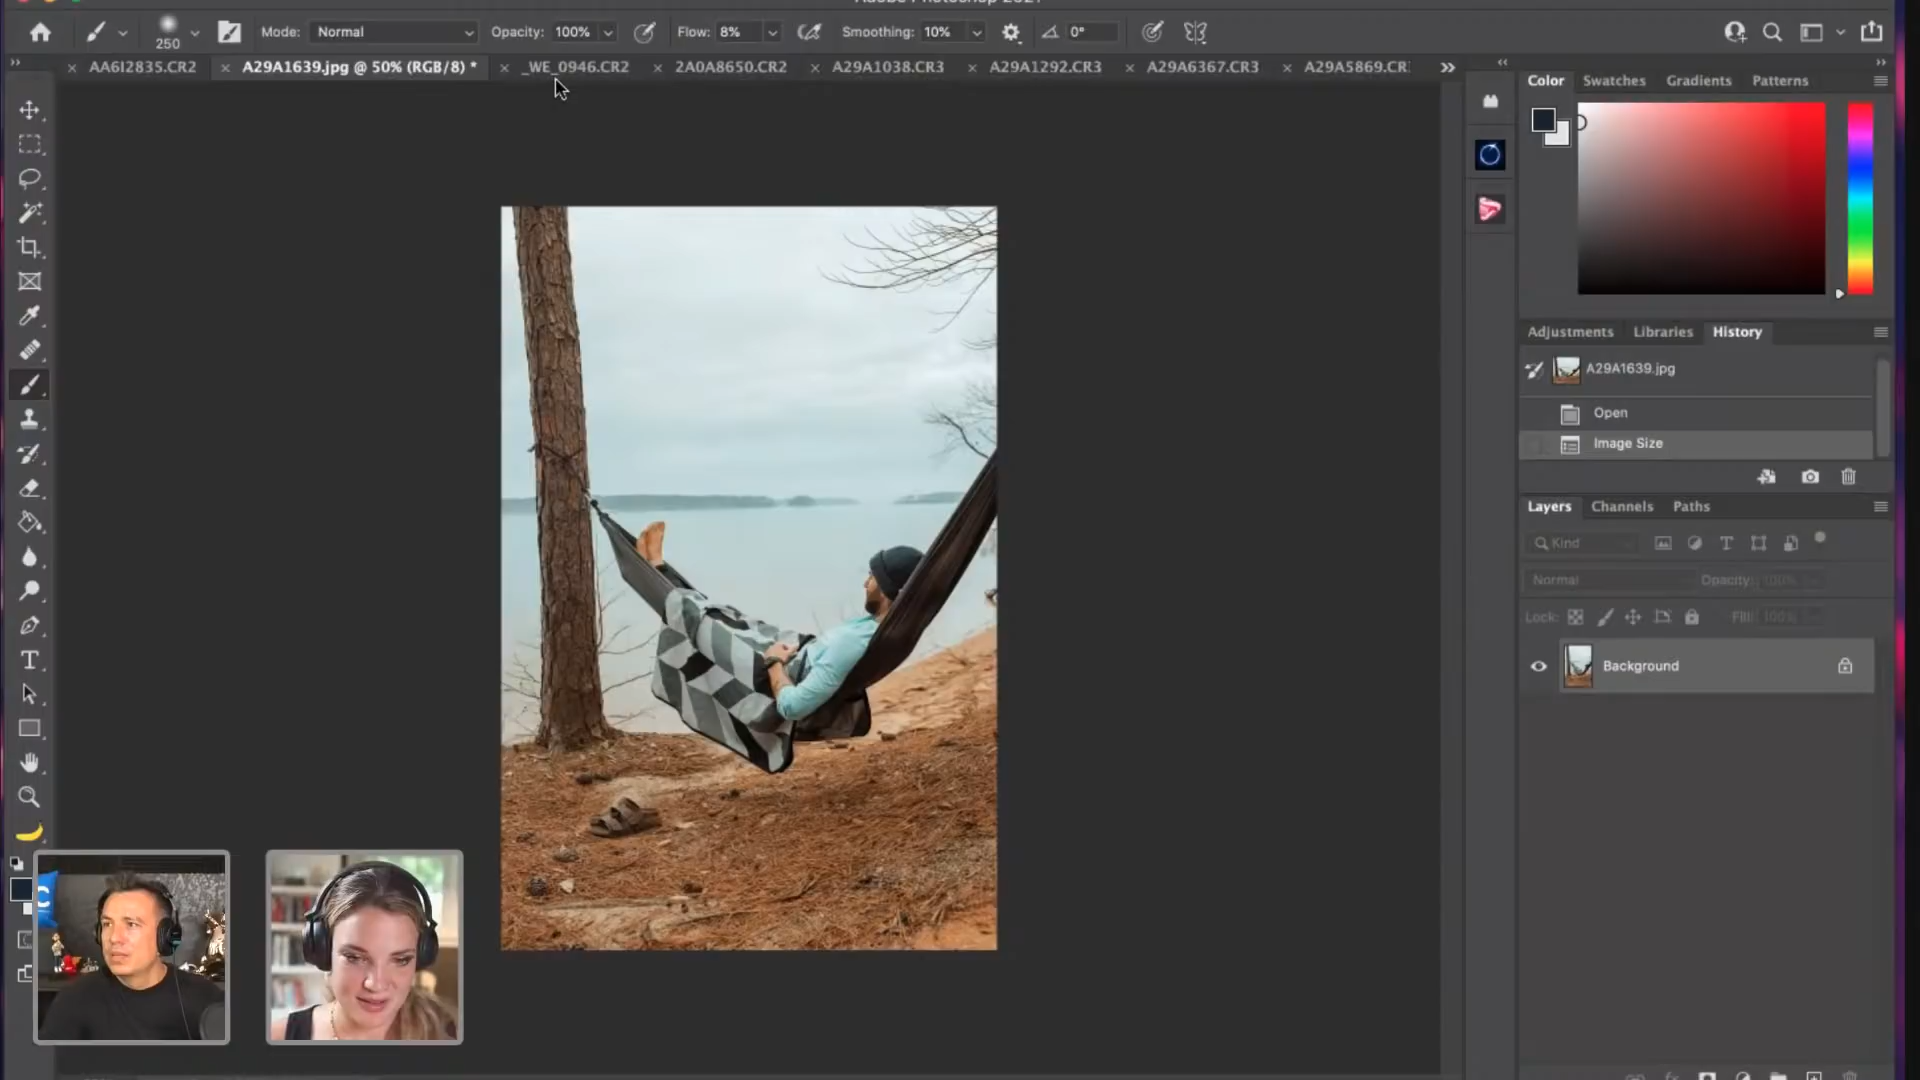 250
Mode: Normal
Opacity: 100%
Flow: 8%
Smoothing: 10%
0°
AA6I2835.CR2
A29A1639.jpg @ 50% (RGB/8) *
_WE_0946.CR2
2A0A8650.CR2
A29A1038.CR3
A29A1292.CR3
A29A6367.CR3
A29A5869.CR
Color
Swatches
Gradients
Patterns
Adjustments
Libraries
History
A29A1639.jpg
Open
Image Size
Layers
Channels
Paths
Kind
Normal
Opacity: 100%
Lock:
Fill: 100%
Background